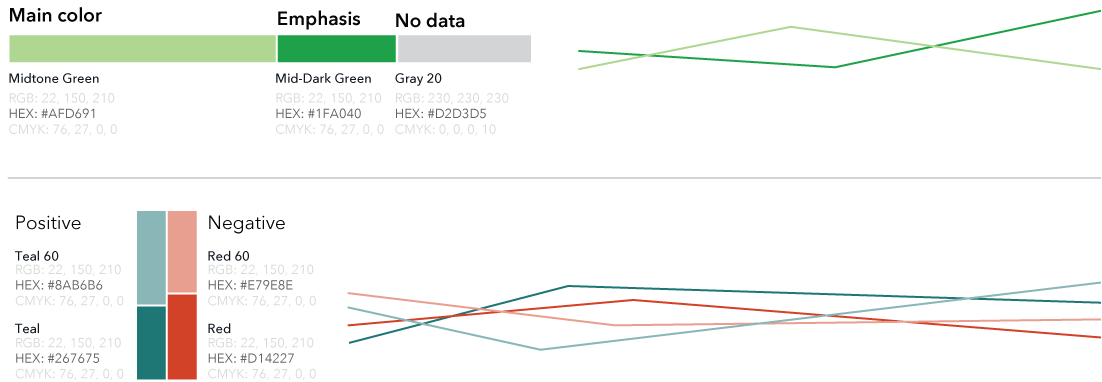 Main color
Emphasis
No data
Midtone Green
RGB: 22, 150, 210
HEX: #AFD691
CMYK: 76, 27, 0, 0
Mid-Dark Green
RGB: 22, 150, 210
HEX: #1FA040
CMYK: 76, 27, 0, 0
Gray 20
RGB: 230, 230, 230
HEX: #D2D3D5
CMYK: 0, 0, 0, 10
Positive
Negative
Teal 60
RGB: 22, 150, 210
HEX: #8AB6B6
CMYK: 76, 27, 0, 0
Red 60
RGB: 22, 150, 210
HEX: #E79E8E
CMYK: 76, 27, 0, 0
Teal
RGB: 22, 150, 210
HEX: #267675
CMYK: 76, 27, 0, 0
Red
RGB: 22, 150, 210
HEX: #D14227
CMYK: 76, 27, 0, 0